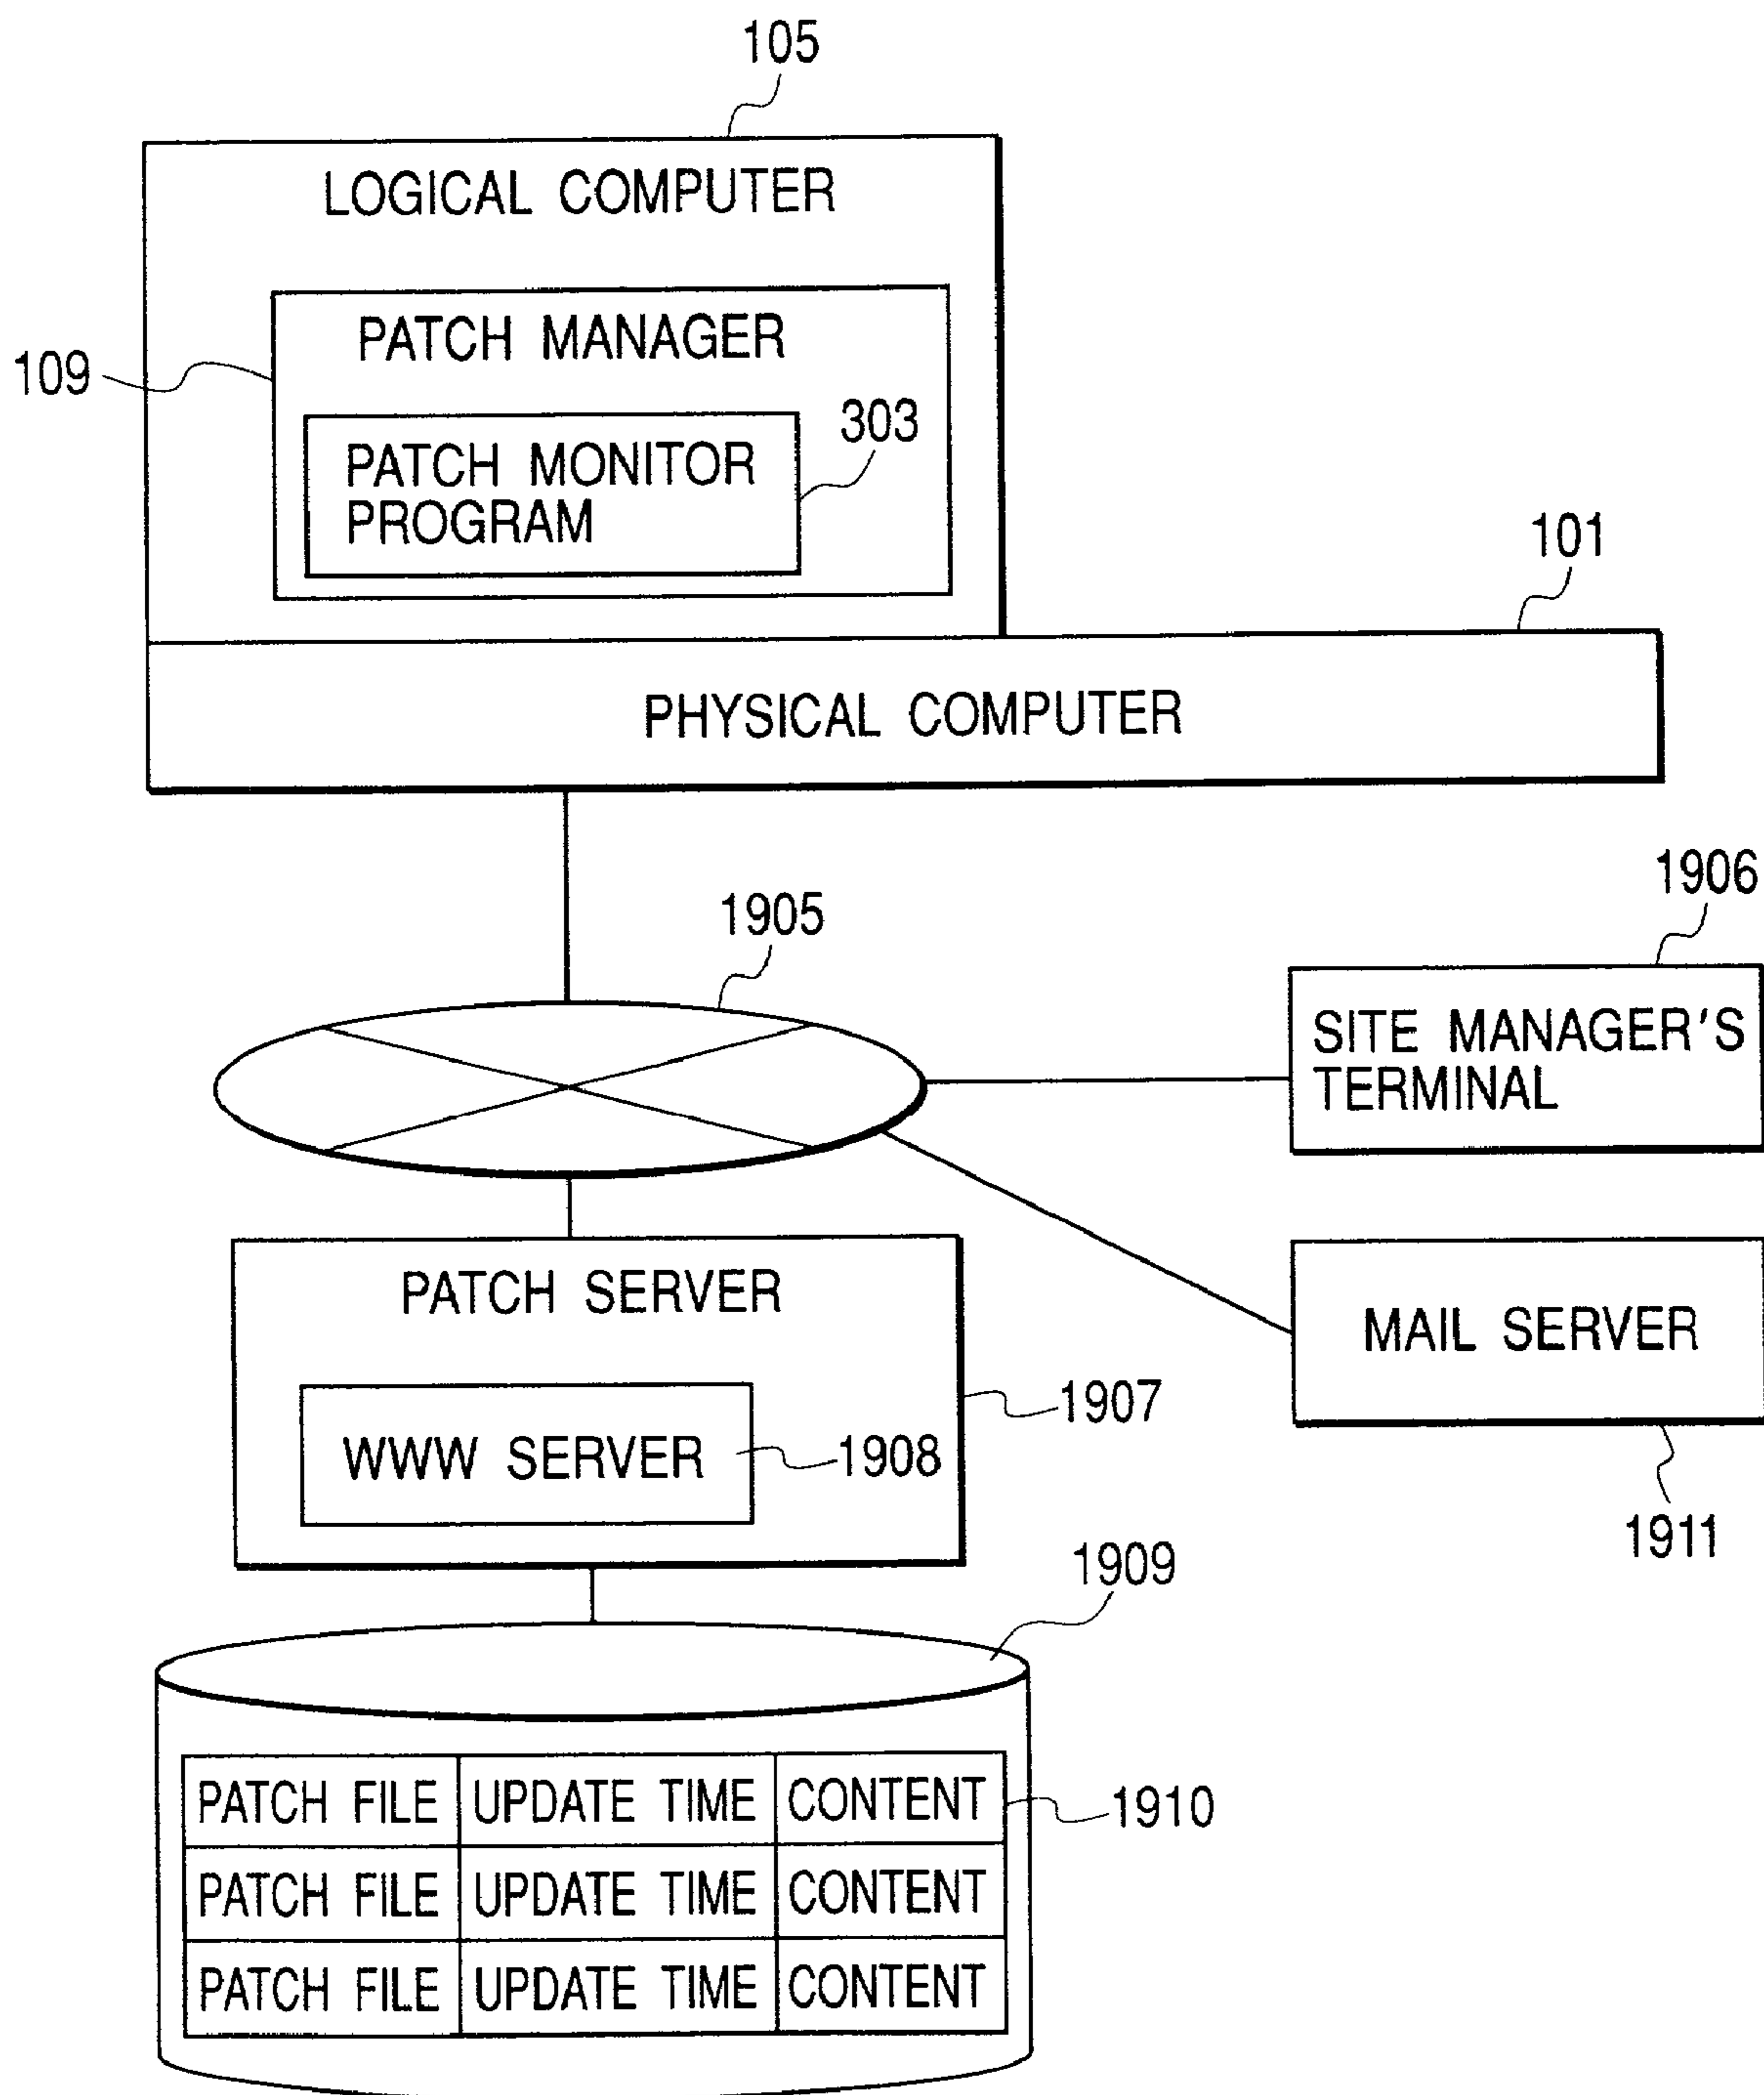 105
LOGICAL COMPUTER
PATCH MANAGER
109
303
PATCH MONITOR
PROGRAM
101
PHYSICAL COMPUTER
1906
1905
SITE MANAGER'S
TERMINAL
PATCH SERVER
MAIL SERVER
1907
WWW SERVER
1908
1911
1909
PATCH FILE UPDATE TIME CONTENT
1910
PATCH FILE UPDATE TIME CONTENT
PATCH FILE UPDATE TIME CONTENT